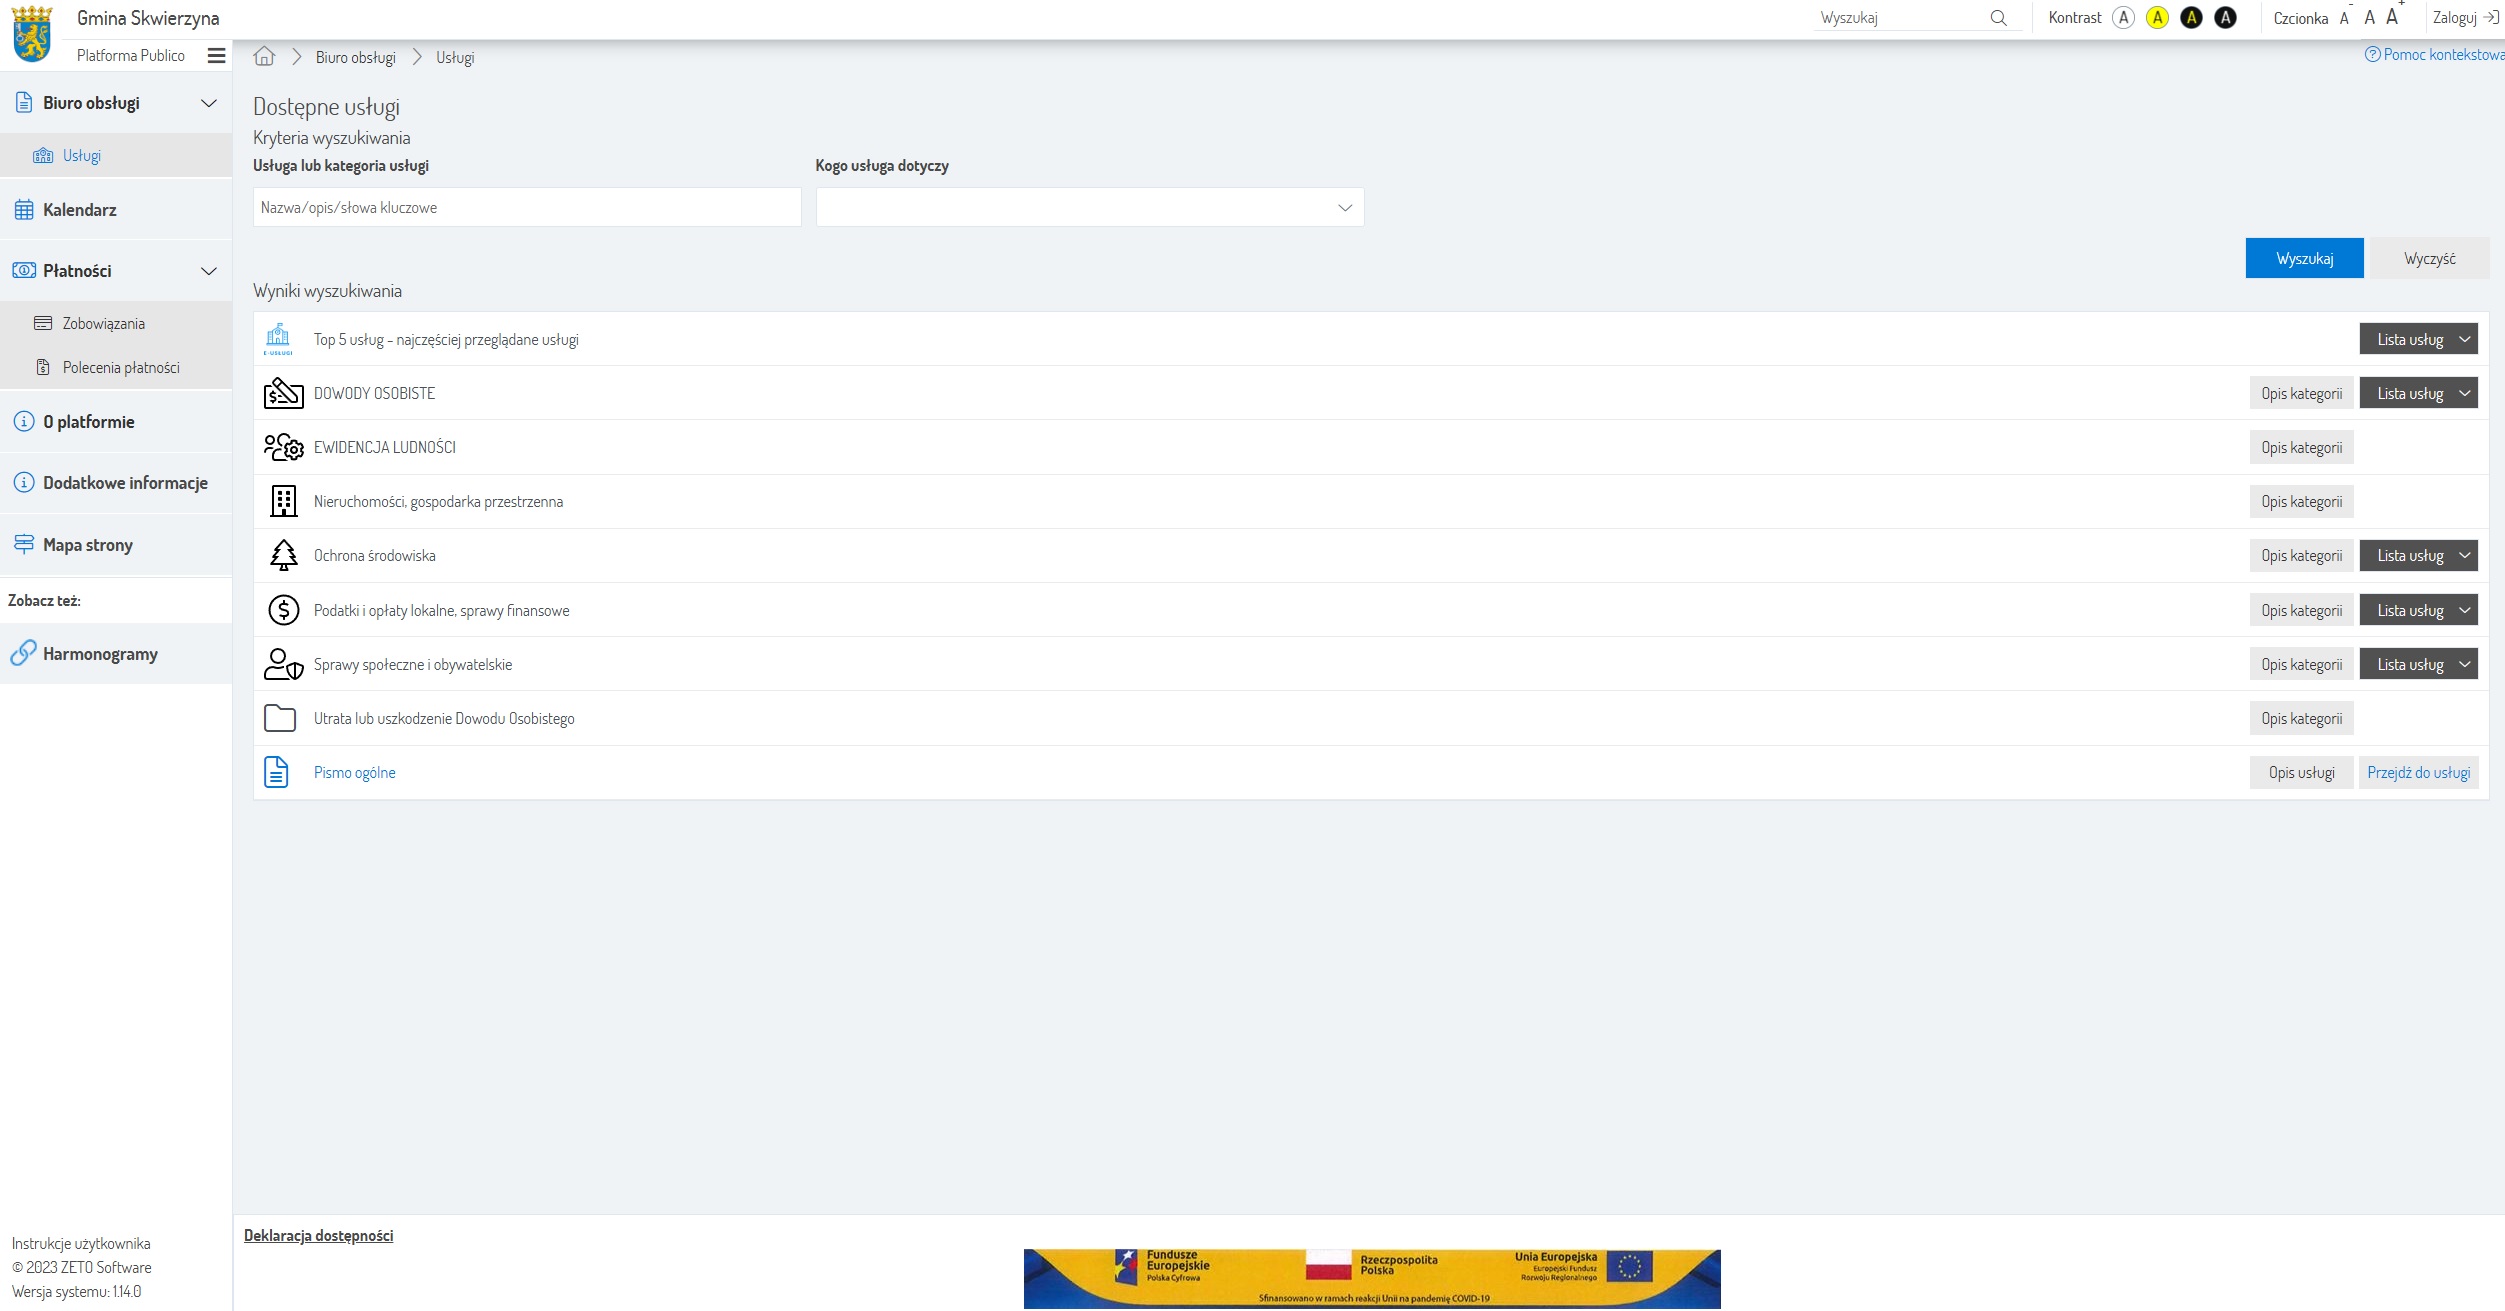 Gmina Skwierzyna
Wyszukaj
Kontrast A A A A
Czcionka A- A A+
Zaloguj
Platforma Publico
Biuro obsługi
Usługi
Pomoc kontekstowa
Biuro obsługi
Usługi
Kalendarz
Płatności
Zobowiązania
Polecenia płatności
O platformie
Dodatkowe informacje
Mapa strony
Zobacz też:
Harmonogramy
Dostępne usługi
Kryteria wyszukiwania
Usługa lub kategoria usługi
Kogo usługa dotyczy
Nazwa/opis/słowa kluczowe
Wyszukaj
Wyczyść
Wyniki wyszukiwania
E-USŁUGI
Top 5 usług - najczęściej przeglądane usługi
Lista usług
DOWODY OSOBISTE
Opis kategorii
Lista usług
EWIDENCJA LUDNOŚCI
Opis kategorii
Nieruchomości, gospodarka przestrzenna
Opis kategorii
Ochrona środowiska
Opis kategorii
Lista usług
Podatki i opłaty lokalne, sprawy finansowe
Opis kategorii
Lista usług
Sprawy społeczne i obywatelskie
Opis kategorii
Lista usług
Utrata lub uszkodzenie Dowodu Osobistego
Opis kategorii
Pismo ogólne
Opis usługi
Przejdź do usługi
Instrukcje użytkownika
© 2023 ZETO Software
Wersja systemu: 1.14.0
Deklaracja dostępności
Fundusze
Europejskie
Polska Cyfrowa
Rzeczpospolita
Polska
Unia Europejska
Europejski Fundusz
Rozwoju Regionalnego
Sfinansowano w ramach reakcji Unii na pandemię COVID-19